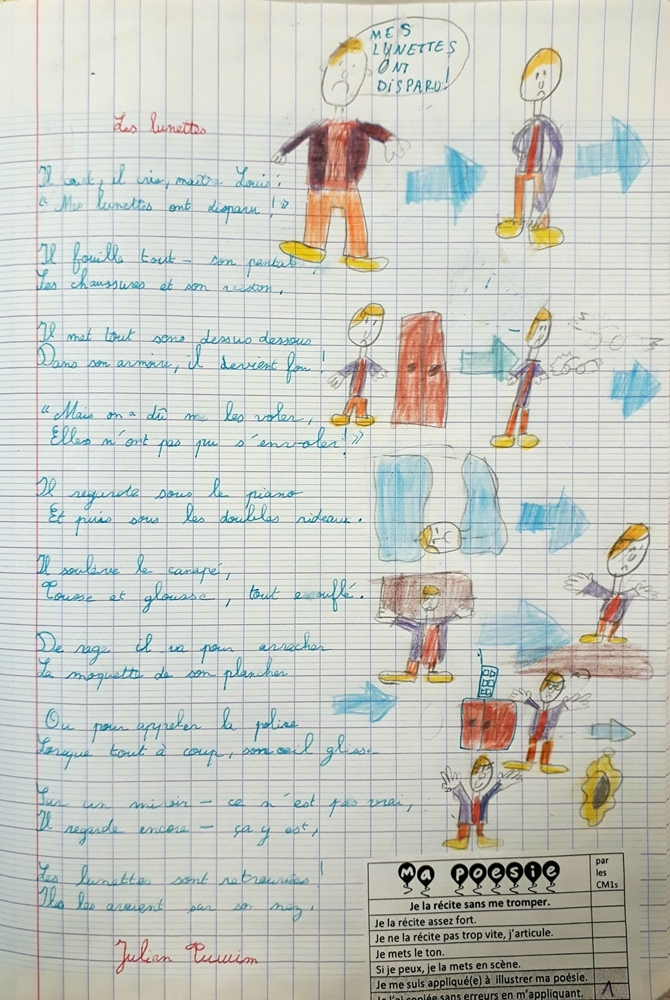 MES
LUNETTES
ONT
DISPARU!
Les lunettes
Il court, il crie, maître Louis :
"Mes lunettes ont disparu !"
Il fouille tout – son pantalon,
Les chaussures et son veston.
Il met tout sens dessus dessous
Dans son armoire, il devient fou !
"Mais on a dû me les voler,
Elles n'ont pas pu s'envoler !"
Il regarde sous le piano
Et puis sous les doubles rideaux.
Il soulève le canapé,
Tousse et glousse, tout essouflé.
De rage il va pour arracher
La moquette de son plancher
Ou pour appeler la police
Lorsque tout à coup, son œil glisse
Sur un miroir – ce n'est pas vrai,
Il regarde encore – ça y est,
Les lunettes sont retrouvées !
Ils les avaient sur son nez.
Julian Tuwim
MA POESIE
par
les
CM1s
Je la récite sans me tromper.
Je la récite assez fort.
Je ne la récite pas trop vite, j'articule.
Je mets le ton.
Si je peux, je la mets en scène.
Je me suis appliqué(e) à illustrer ma poésie.
Je l'ai copiée sans erreurs en m'appliquant.
1